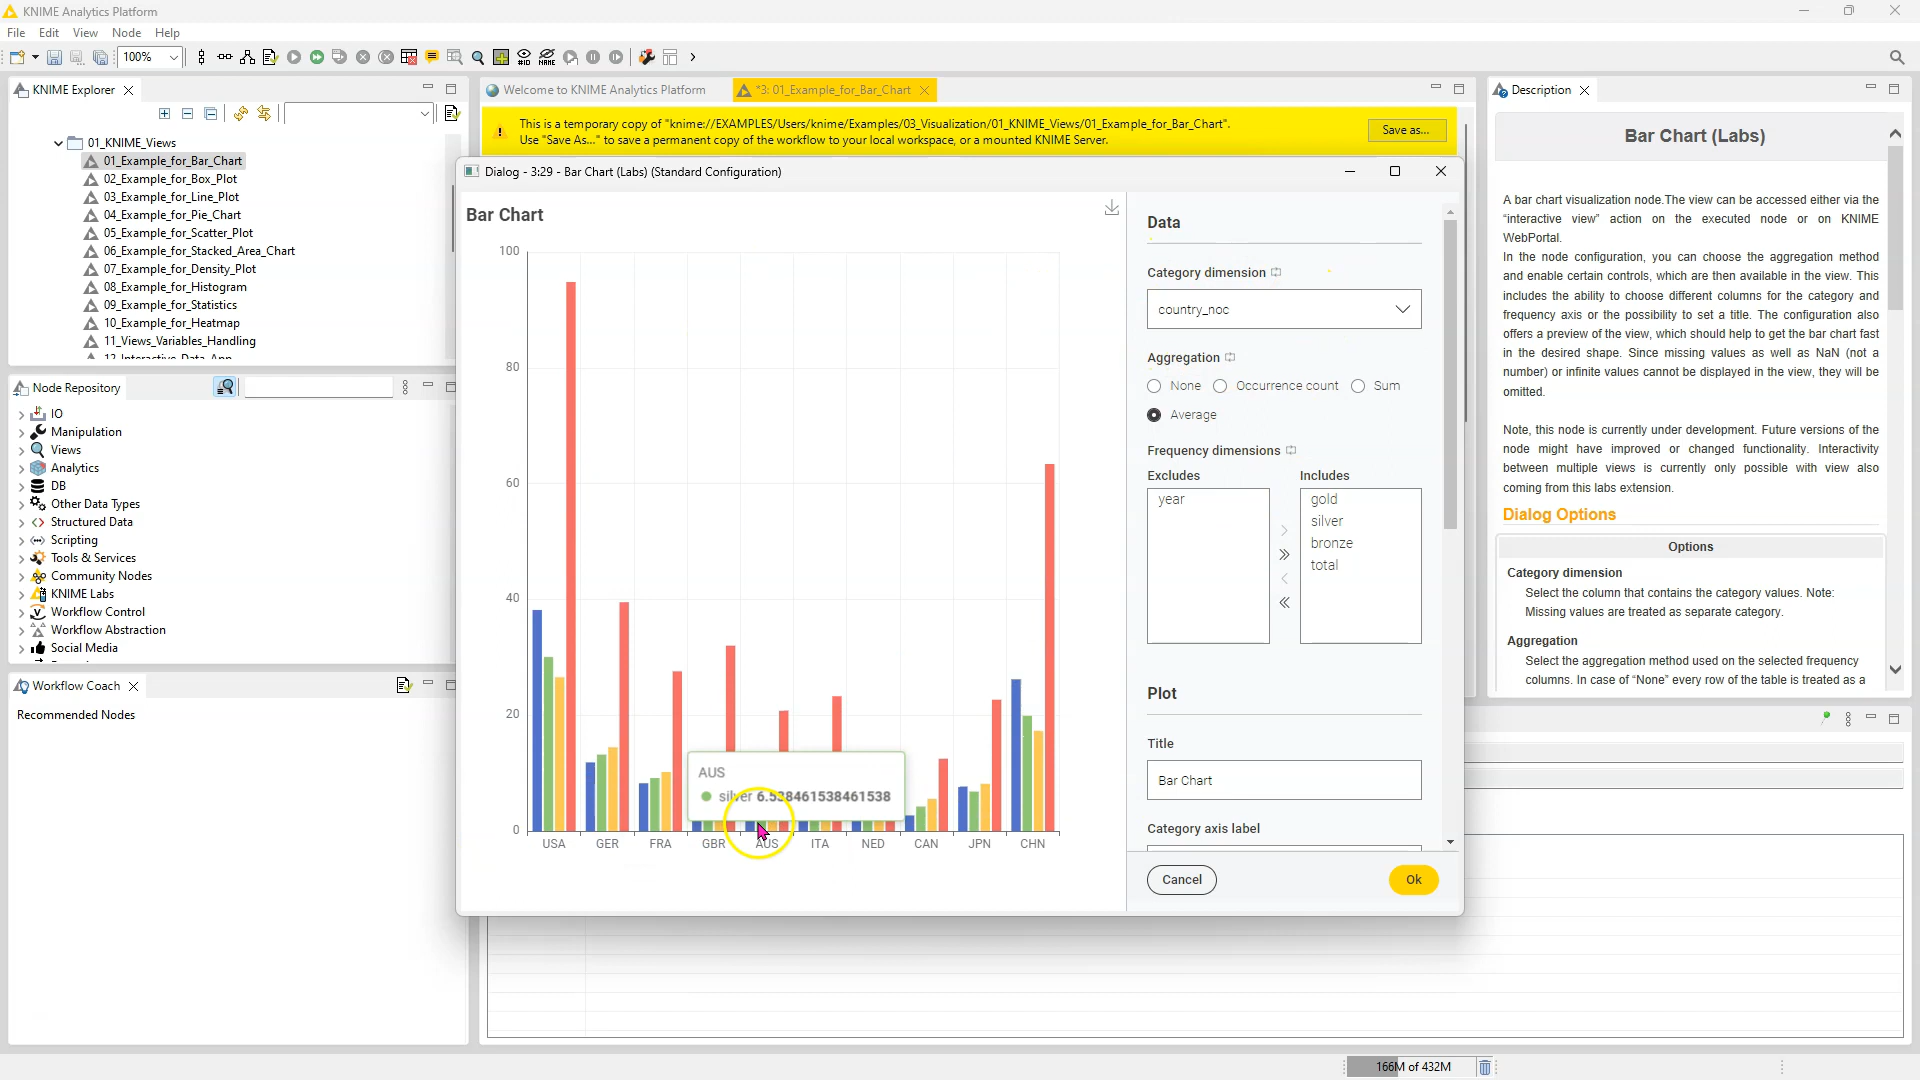 KNIME Analytics Platform
File Edit View Node Help
100%
KNIME Explorer
01_KNIME_Views
01_Example_for_Bar_Chart
02_Example_for_Box_Plot
03_Example_for_Line_Plot
04_Example_for_Pie_Chart
05_Example_for_Scatter_Plot
06_Example_for_Stacked_Area_Chart
07_Example_for_Density_Plot
08_Example_for_Histogram
09_Example_for_Statistics
10_Example_for_Heatmap
11_Views_Variables_Handling
12_Interactive_Data_App
Node Repository
IO
Manipulation
Views
Analytics
DB
Other Data Types
Structured Data
Scripting
Tools & Services
Community Nodes
KNIME Labs
Workflow Control
Workflow Abstraction
Social Media
Workflow Coach
Recommended Nodes
Welcome to KNIME Analytics Platform
*3: 01_Example_for_Bar_Chart
This is a temporary copy of "knime://EXAMPLES/Users/knime/Examples/03_Visualization/01_KNIME_Views/01_Example_for_Bar_Chart".
Use "Save As..." to save a permanent copy of the workflow to your local workspace, or a mounted KNIME Server.
Save as...
Dialog - 3:29 - Bar Chart (Labs) (Standard Configuration)
Bar Chart
100
80
60
40
20
0
USA GER FRA GBR AUS ITA NED CAN JPN CHN
AUS
silver 6.538461538461538
Data
Category dimension
country_noc
Aggregation
None Occurrence count Sum
Average
Frequency dimensions
Excludes Includes
year
gold
silver
bronze
total
Plot
Title
Bar Chart
Category axis label
Cancel Ok
Description
Bar Chart (Labs)
A bar chart visualization node.The view can be accessed either via the
"interactive view" action on the executed node or on KNIME
WebPortal.
In the node configuration, you can choose the aggregation method
and enable certain controls, which are then available in the view. This
includes the ability to choose different columns for the category and
frequency axis or the possibility to set a title. The configuration also
offers a preview of the view, which should help to get the bar chart fast
in the desired shape. Since missing values as well as NaN (not a
number) or infinite values cannot be displayed in the view, they will be
omitted.
Note, this node is currently under development. Future versions of the
node might have improved or changed functionality. Interactivity
between multiple views is currently only possible with view also
coming from this labs extension.
Dialog Options
Options
Category dimension
Select the column that contains the category values. Note:
Missing values are treated as separate category.
Aggregation
Select the aggregation method used on the selected frequency
columns. In case of "None" every row of the table is treated as a
166M of 432M